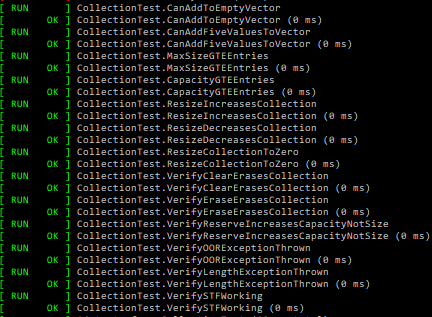 [ RUN      ] CollectionTest.CanAddToEmptyVector
[       OK ] CollectionTest.CanAddToEmptyVector (0 ms)
[ RUN      ] CollectionTest.CanAddFiveValuesToVector
[       OK ] CollectionTest.CanAddFiveValuesToVector (0 ms)
[ RUN      ] CollectionTest.MaxSizeGTEEntries
[       OK ] CollectionTest.MaxSizeGTEEntries (0 ms)
[ RUN      ] CollectionTest.CapacityGTEEntries
[       OK ] CollectionTest.CapacityGTEEntries (0 ms)
[ RUN      ] CollectionTest.ResizeIncreasesCollection
[       OK ] CollectionTest.ResizeIncreasesCollection (0 ms)
[ RUN      ] CollectionTest.ResizeDecreasesCollection
[       OK ] CollectionTest.ResizeDecreasesCollection (0 ms)
[ RUN      ] CollectionTest.ResizeCollectionToZero
[       OK ] CollectionTest.ResizeCollectionToZero (0 ms)
[ RUN      ] CollectionTest.VerifyClearErasesCollection
[       OK ] CollectionTest.VerifyClearErasesCollection (0 ms)
[ RUN      ] CollectionTest.VerifyEraseErasesCollection
[       OK ] CollectionTest.VerifyEraseErasesCollection (0 ms)
[ RUN      ] CollectionTest.VerifyReserveIncreasesCapacityNotSize
[       OK ] CollectionTest.VerifyReserveIncreasesCapacityNotSize (0 ms)
[ RUN      ] CollectionTest.VerifyOORExceptionThrown
[       OK ] CollectionTest.VerifyOORExceptionThrown (0 ms)
[ RUN      ] CollectionTest.VerifyLengthExceptionThrown
[       OK ] CollectionTest.VerifyLengthExceptionThrown (0 ms)
[ RUN      ] CollectionTest.VerifySTFWorking
[       OK ] CollectionTest.VerifySTFWorking (0 ms)